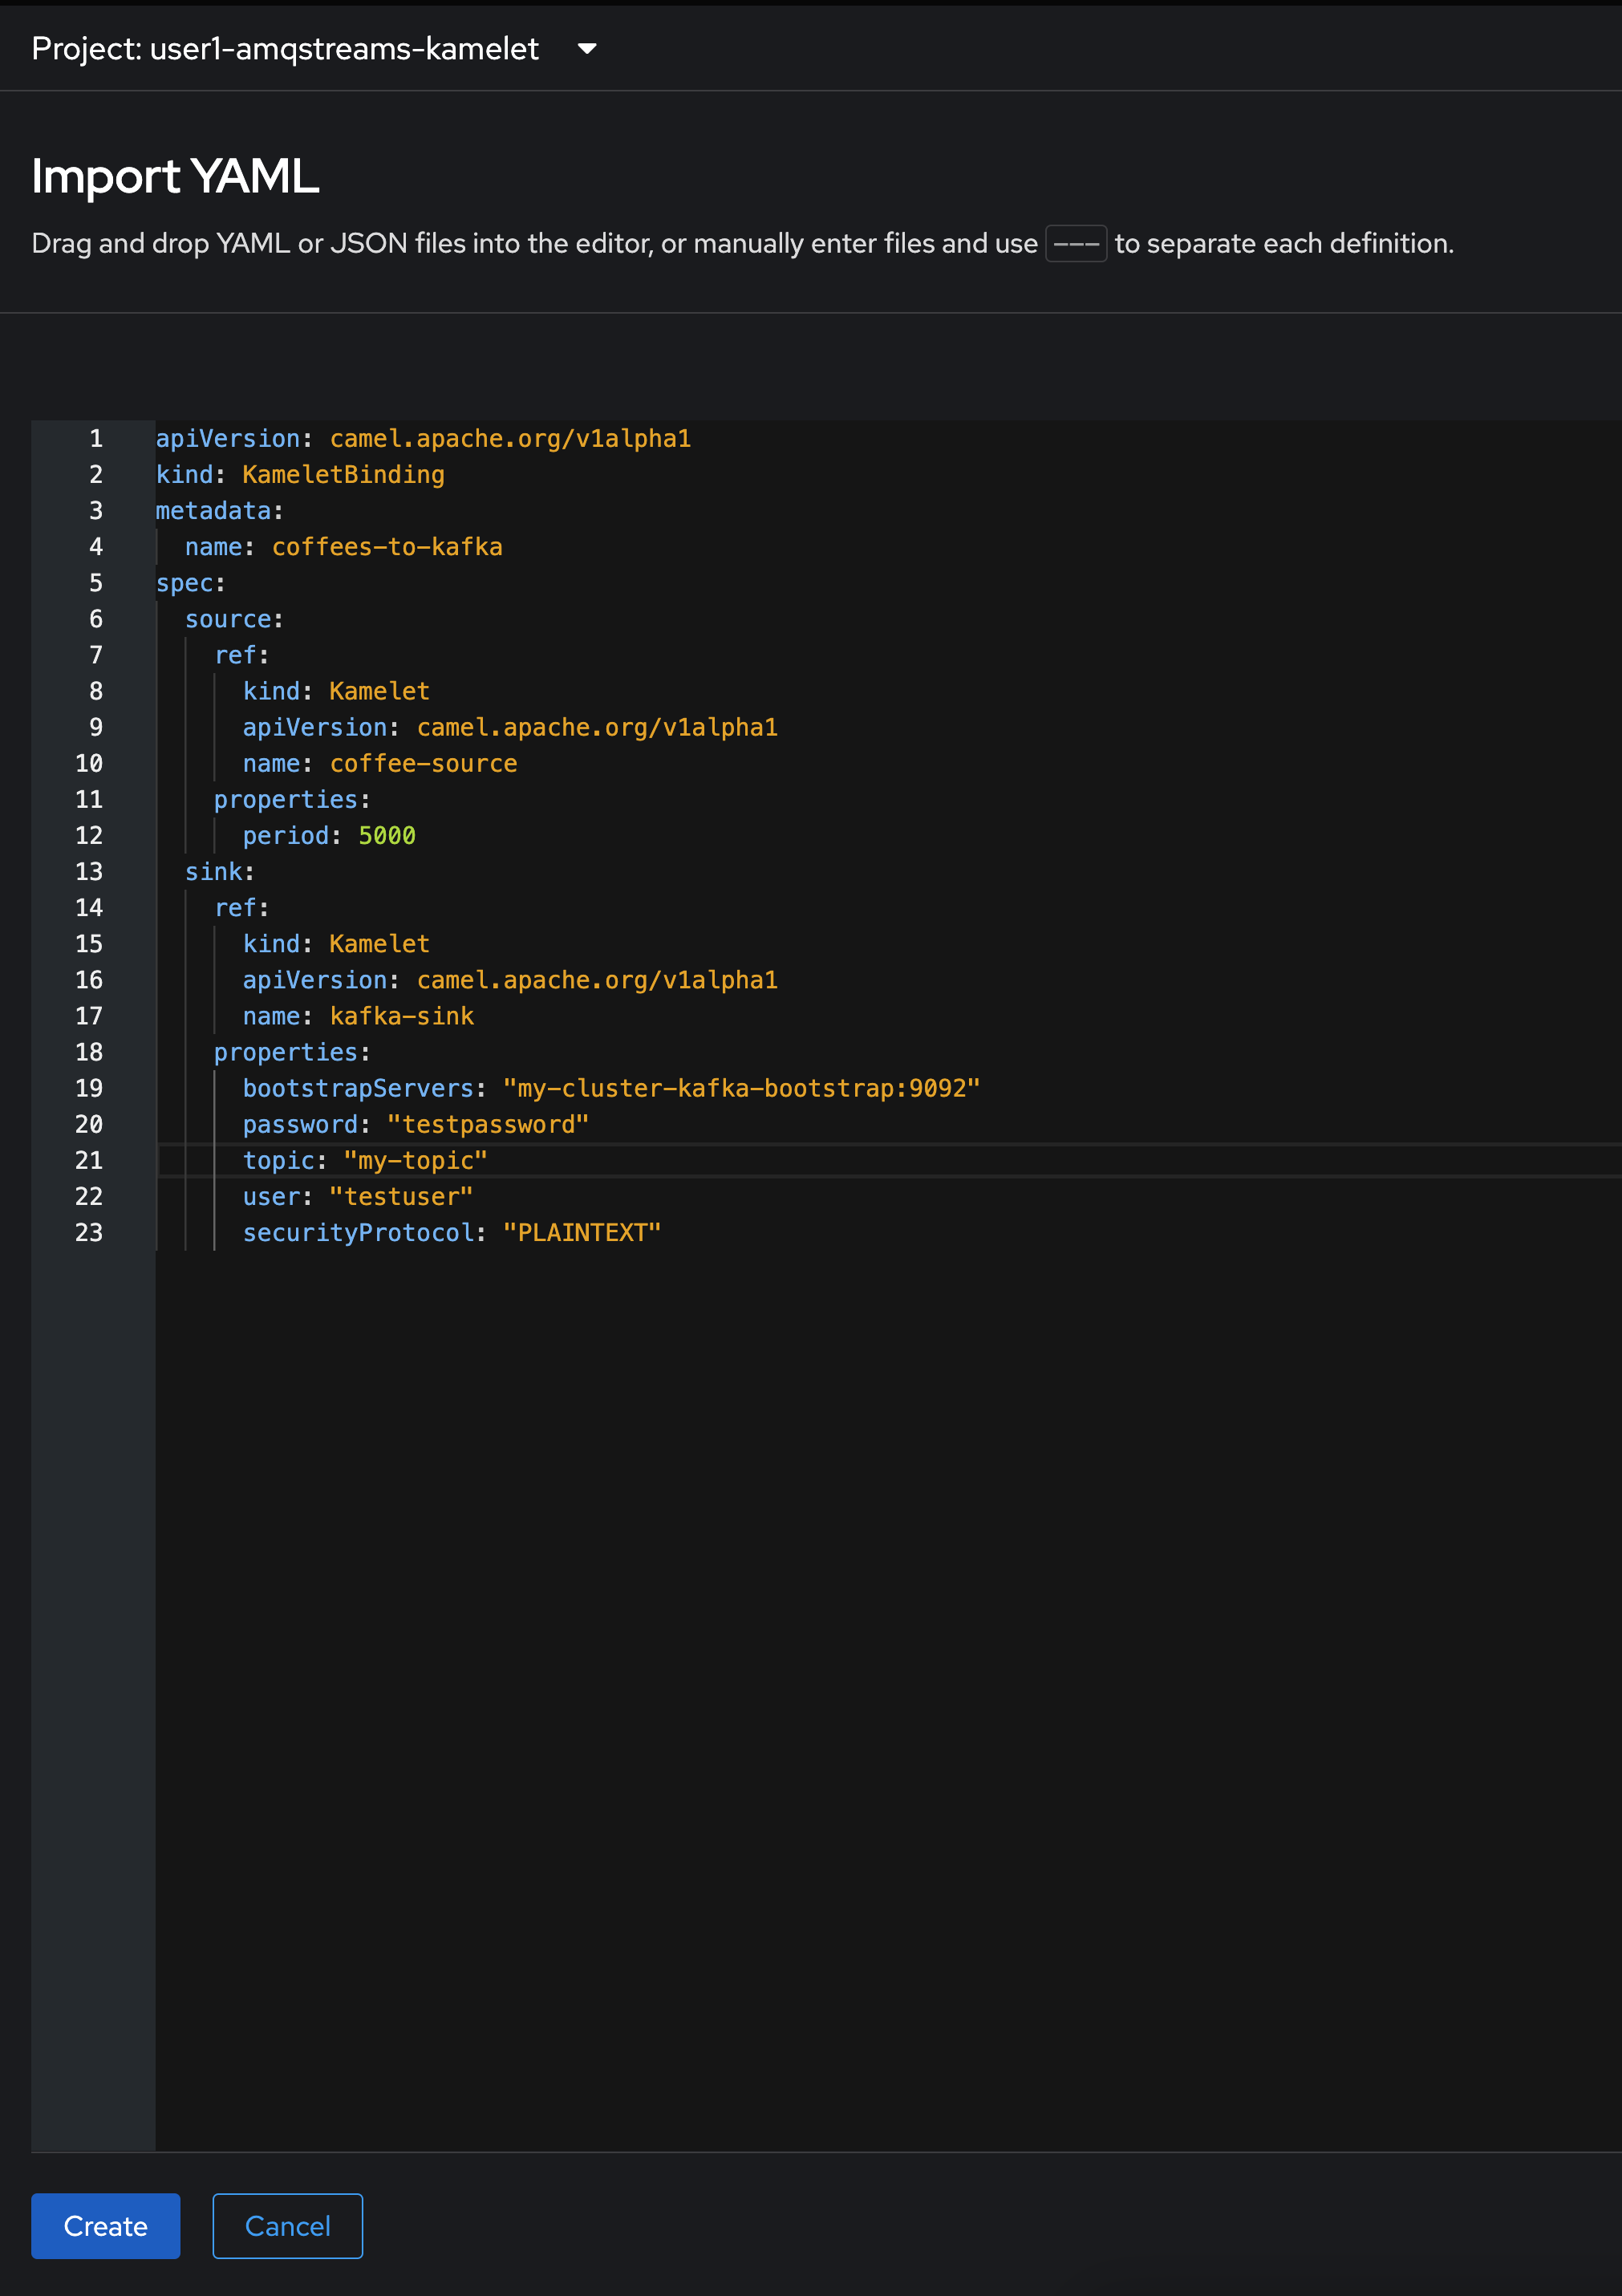 Project: user1-amqstreams-kamelet
Import YAML
Drag and drop YAML or JSON files into the editor, or manually enter files and use --- to separate each definition.
1 apiVersion: camel.apache.org/v1alpha1
2 kind: KameletBinding
3 metadata:
4   name: coffees-to-kafka
5 spec:
6   source:
7     ref:
8       kind: Kamelet
9       apiVersion: camel.apache.org/v1alpha1
10       name: coffee-source
11     properties:
12       period: 5000
13   sink:
14     ref:
15       kind: Kamelet
16       apiVersion: camel.apache.org/v1alpha1
17       name: kafka-sink
18     properties:
19       bootstrapServers: "my-cluster-kafka-bootstrap:9092"
20       password: "testpassword"
21       topic: "my-topic"
22       user: "testuser"
23       securityProtocol: "PLAINTEXT"
Create Cancel